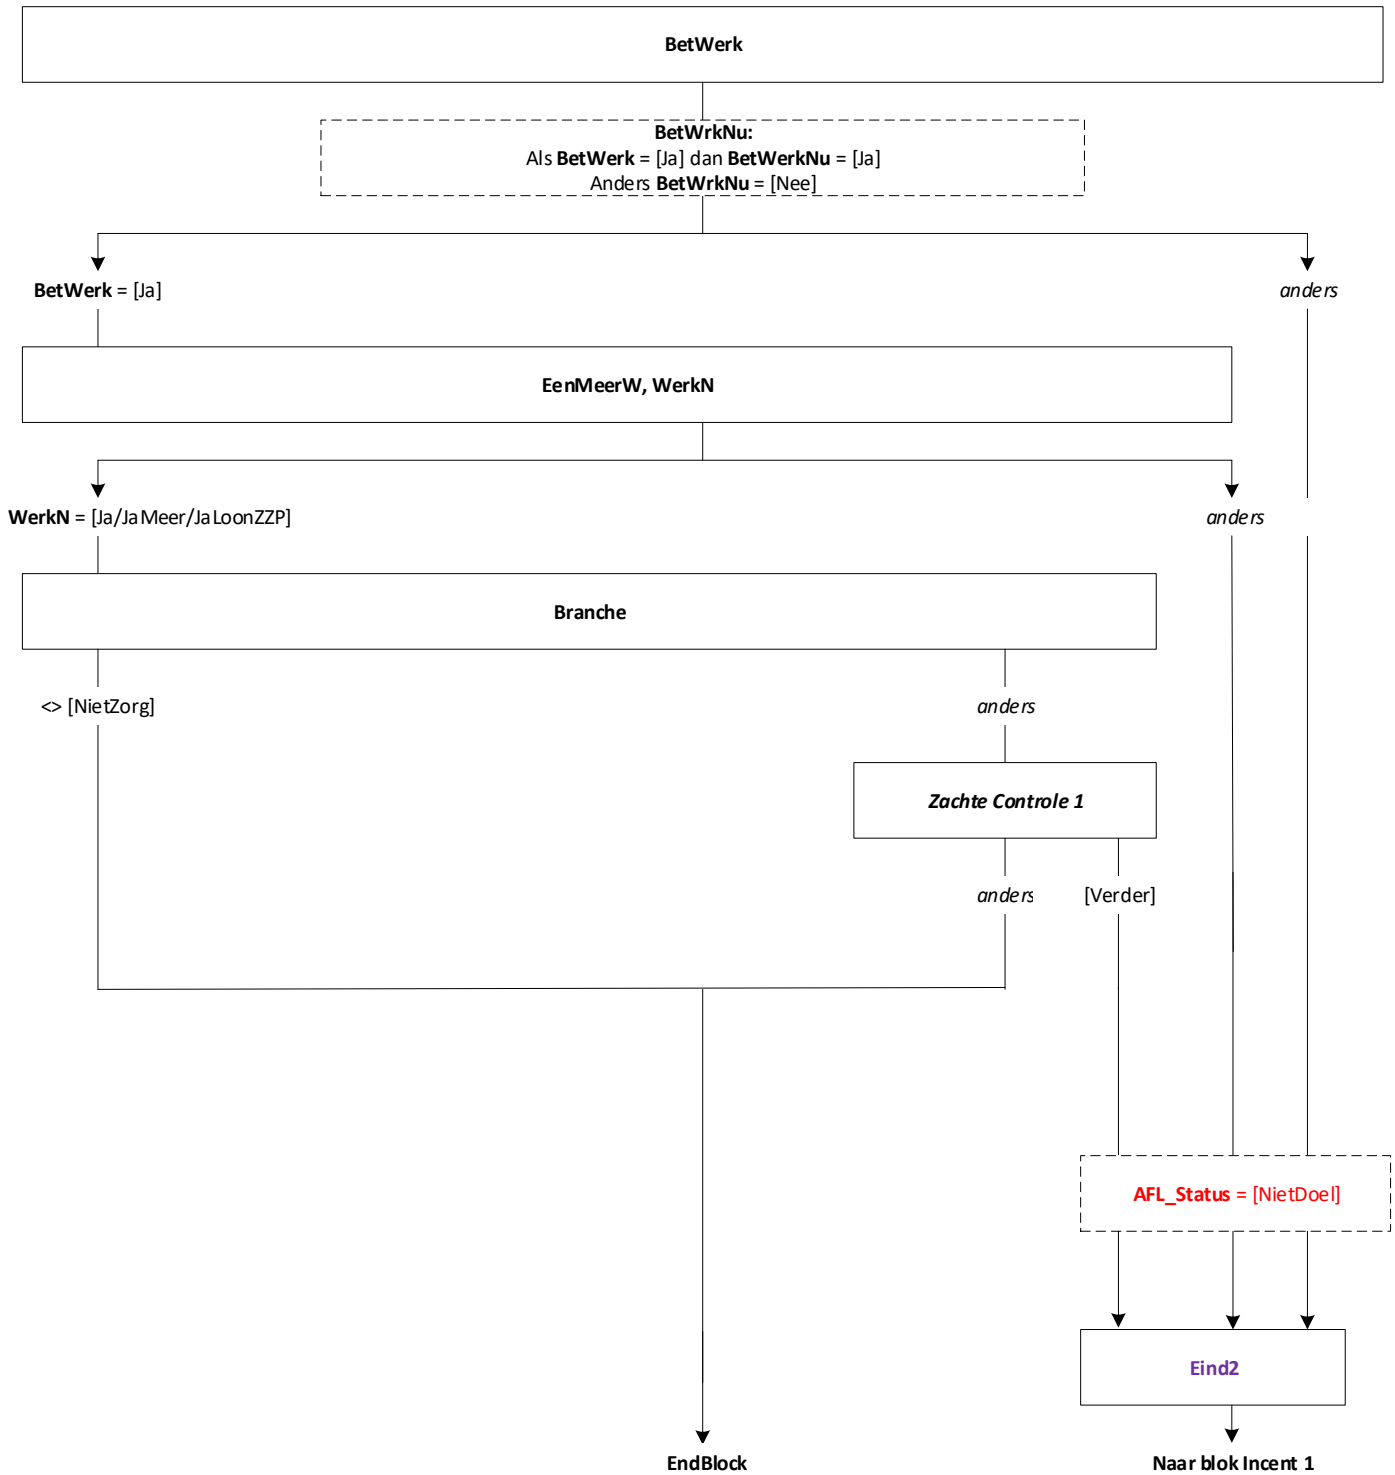 BetWerk
BetWrkNu:
Als BetWerk = [Ja] dan BetWerkNu = [Ja]
Anders BetWrkNu = [Nee]
BetWerk = [Ja]
anders
EenMeerW, WerkN
WerkN = [Ja/JaMeer/JaLoonZZP]
anders
Branche
<> [NietZorg]
anders
Zachte Controle 1
anders
[Verder]
AFL_Status = [NietDoel]
Eind2
EndBlock
Naar blok Incent 1